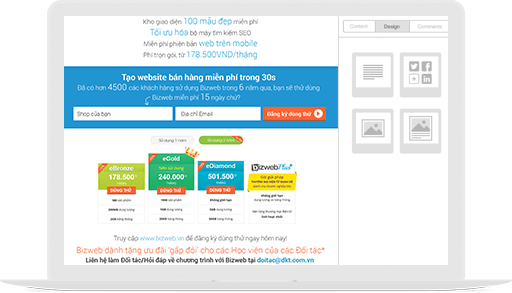 Kho giao diện 100 mẫu đẹp miễn phí
Tối ưu hóa bộ máy tìm kiếm SEO
Miễn phí phiên bản web trên mobile
Phí trọn gói, từ 178.500VND/tháng
Content
Design
Comments
Tạo website bán hàng miễn phí trong 30s
Đã có hơn 4500 các khách hàng sử dụng Bizweb trong 6 năm qua, bạn sẽ thử dùng
Bizweb miễn phí 15 ngày chứ?
Shop của bạn
Địa chỉ Email
Đăng ký dùng thử
Sử dụng 1 năm
Sử dụng 2 năm
eBronze
178.500
DÙNG THỬ
eGold
240.000
DÙNG THỬ
eDiamond
501.500
DÙNG THỬ
bizweb Plus
Truy cập www.bizweb.vn để đăng ký dùng thử ngay hôm nay!
Bizweb dành tặng ưu đãi "gấp đôi" cho các Học viên của các Đối tác*
Liên hệ làm Đối tác/Hỏi đáp về chương trình với Bizweb tại doitac@dkt.com.vn